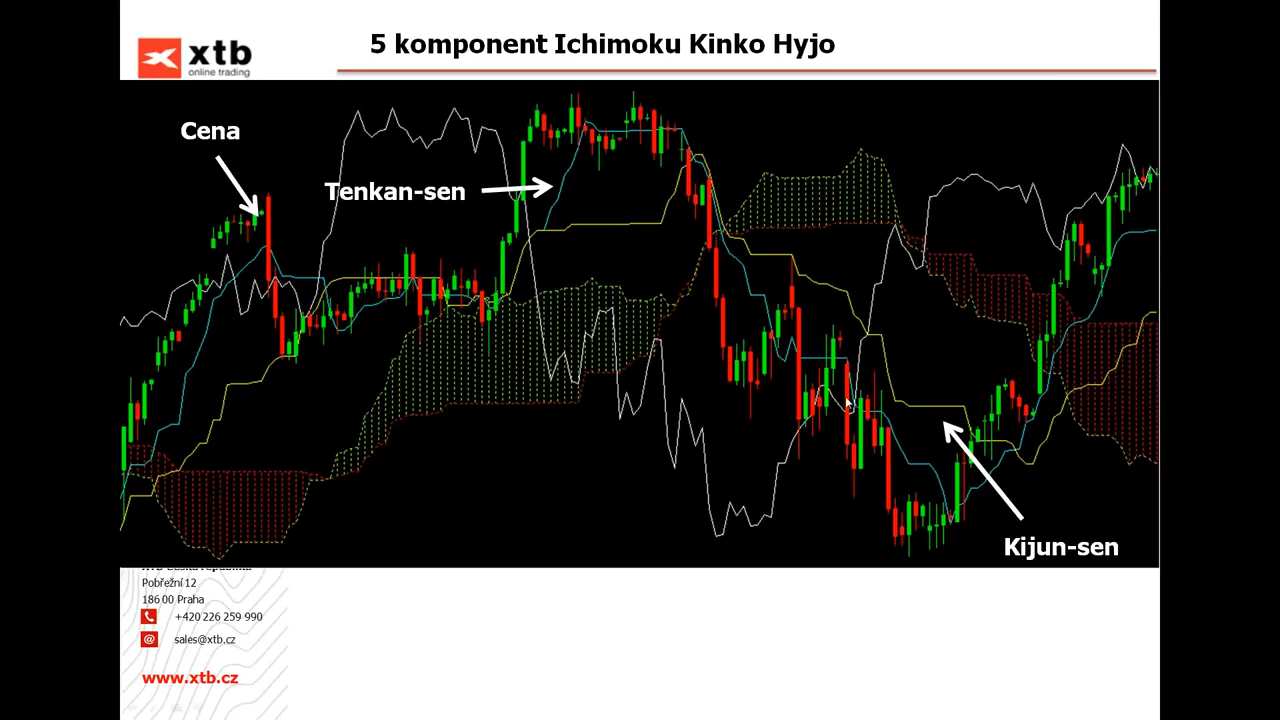 xtb
online trading
5 komponent Ichimoku Kinko Hyjo
Cena
Tenkan-sen
Kijun-sen
Pobřežní 12
186 00 Praha
+420 226 259 990
@
sales@xtb.cz
www.xtb.cz